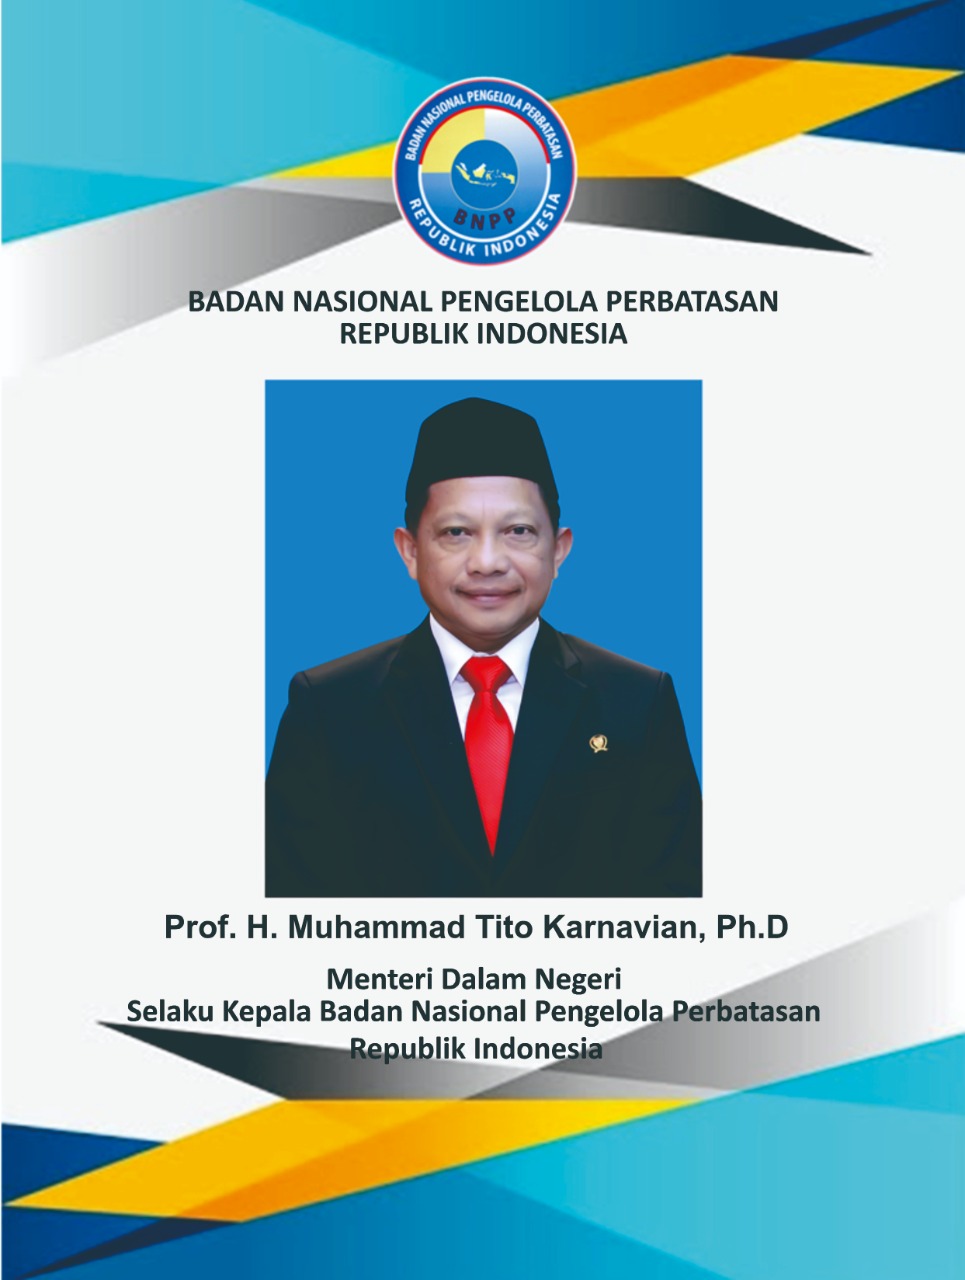 BADAN NASIONAL PENGELOLA PERBATASAN
BNPP
REPUBLIK INDONESIA
BADAN NASIONAL PENGELOLA PERBATASAN
REPUBLIK INDONESIA
Prof. H. Muhammad Tito Karnavian, Ph.D
Menteri Dalam Negeri
Selaku Kepala Badan Nasional Pengelola Perbatasan
Republik Indonesia